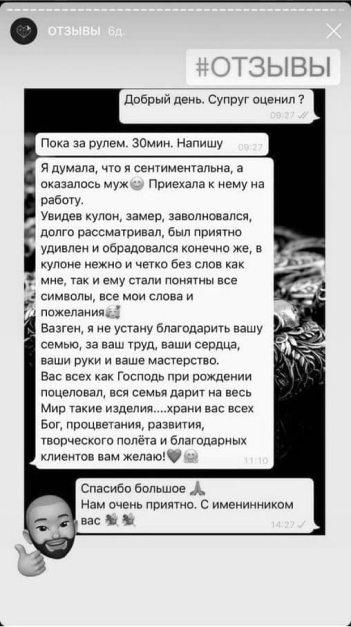 ОТЗЫВЫ 6д.
#ОТЗЫВЫ
Добрый день. Супруг оценил ?
09:27
Пока за рулем. 30мин. Напишу
09:27
Я думала, что я сентиментальна, а
оказалось муж😊 Приехала к нему на
работу.
Увидев кулон, замер, заволновался,
долго рассматривал, был приятно
удивлен и обрадовался конечно же, в
кулоне нежно и четко без слов как
мне, так и ему стали понятны все
символы, все мои слова и
пожелания🥰
Вазген, я не устану благодарить вашу
семью, за ваш труд, ваши сердца,
ваши руки и ваше мастерство.
Вас всех как Господь при рождении
поцеловал, вся семья дарит на весь
Мир такие изделия....храни вас всех
Бог, процветания, развития,
творческого полёта и благодарных
клиентов вам желаю!❤🤗
11:10
Спасибо большое 🙏
Нам очень приятно. С именинником
вас 🎉🎉
14:27